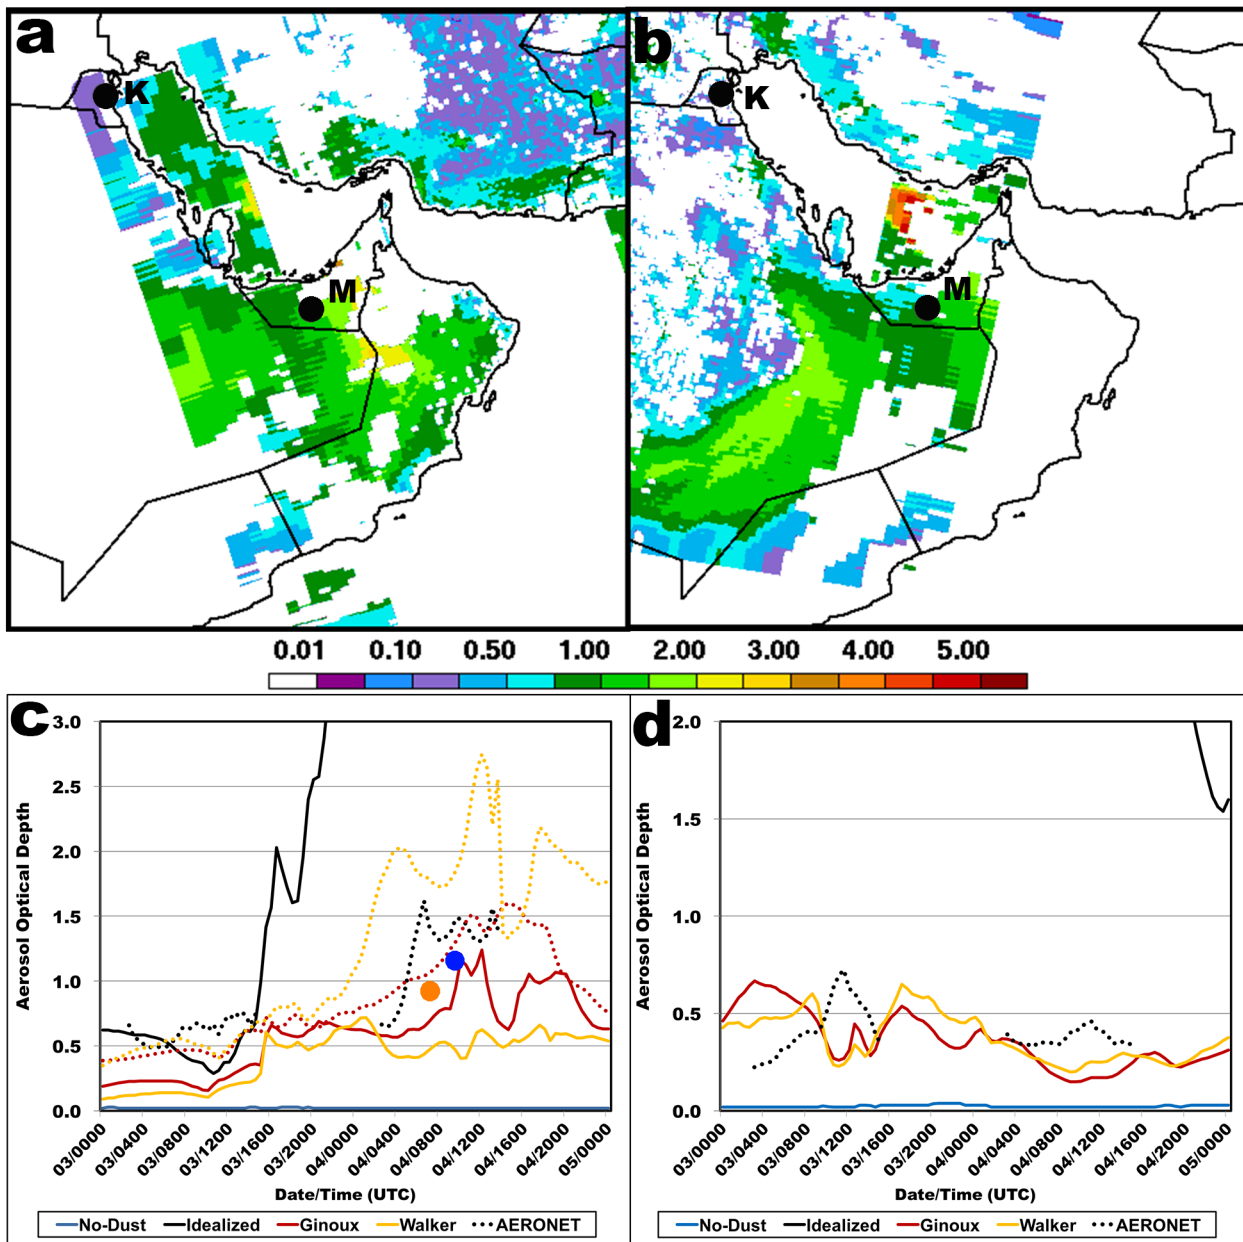 a
K
M
b
K
M
0.01 0.10 0.50 1.00 2.00 3.00 4.00 5.00
c
3.0
2.5
2.0
1.5
1.0
0.5
0.0
Aerosol Optical Depth
03/0000 03/0400 03/0800 03/1200 03/1600 03/2000 04/0000 04/0400 04/0800 04/1200 04/1600 04/2000 05/0000
Date/Time (UTC)
No-Dust Idealized Ginoux Walker AERONET
d
2.0
1.5
1.0
0.5
0.0
Aerosol Optical Depth
03/0000 03/0400 03/0800 03/1200 03/1600 03/2000 04/0000 04/0400 04/0800 04/1200 04/1600 04/2000 05/0000
Date/Time (UTC)
No-Dust Idealized Ginoux Walker AERONET